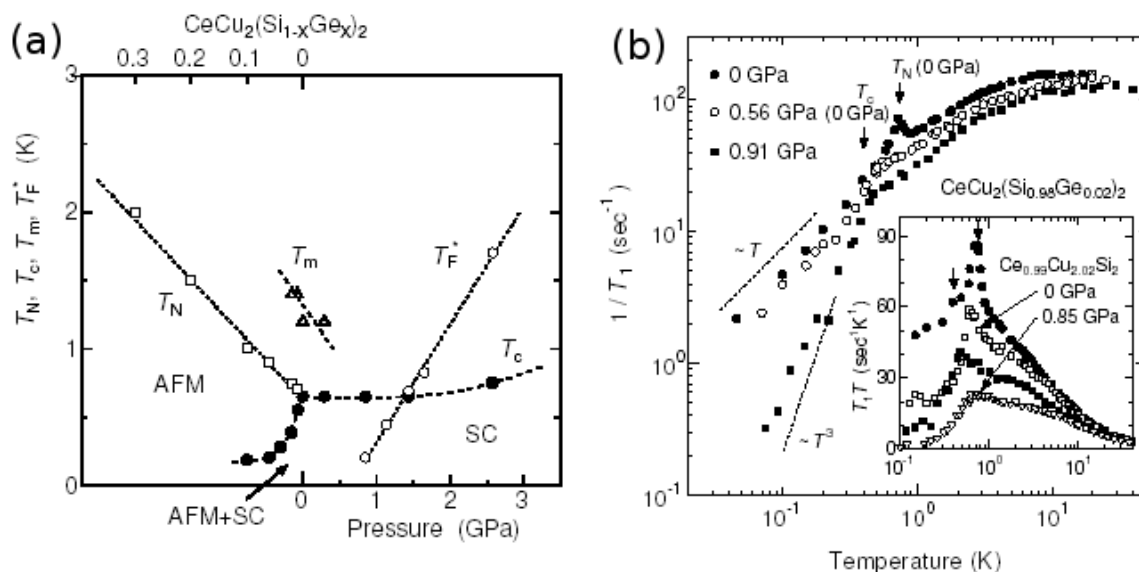 (a)
CeCu2(Si1-xGex)2
0.3 0.2 0.1 0
TN, Tc, Tm, TF* (K)
3
2
1
0
TN
Tm
TF*
Tc
AFM
SC
AFM+SC
0 1 2 3
Pressure (GPa)
(b)
1 / T1 (sec-1)
10^2
10^1
10^0
10^-1
● 0 GPa
○ 0.56 GPa
■ 0.91 GPa
TN (0 GPa)
Tc
(0 GPa)
~ T
~ T3
CeCu2(Si0.98Ge0.02)2
Ce0.99Cu2.02Si2
0 GPa
0.85 GPa
T1T (sec-1K-1)
90
60
30
0
10^-1 10^0 10^1
10^-1 10^0 10^1
Temperature (K)